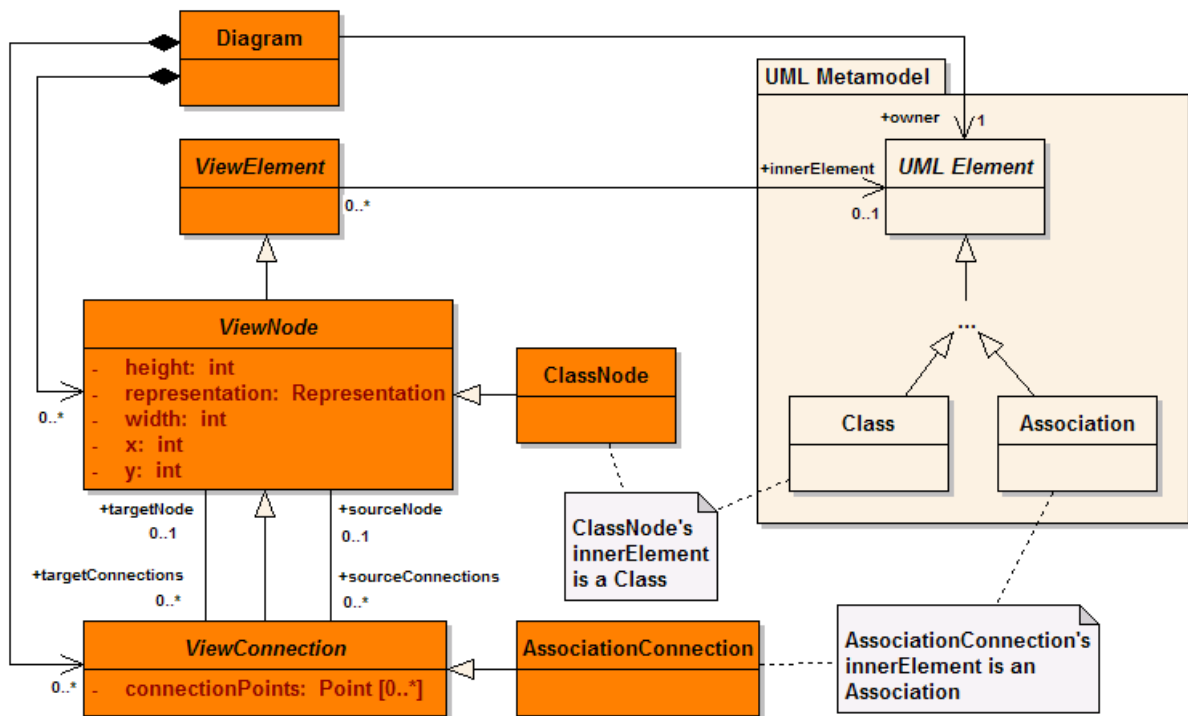 Diagram
UML Metamodel
+owner
1
ViewElement
0..*
+innerElement
0..1
UML Element
...
ViewNode
- height: int
- representation: Representation
- width: int
- x: int
- y: int
0..*
ClassNode
Class
Association
+targetNode
0..1
+sourceNode
0..1
ClassNode's
innerElement
is a Class
+targetConnections
0..*
+sourceConnections
0..*
ViewConnection
- connectionPoints: Point [0..*]
0..*
AssociationConnection
AssociationConnection's
innerElement is an
Association